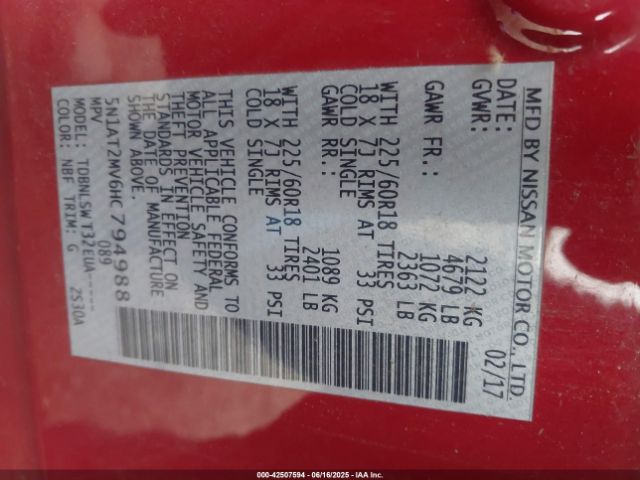 MFD BY NISSAN MOTOR CO., LTD.
DATE: 02/17
GVWR: 2122 KG
4679 LB
GAWR FR.: 1072 KG
2363 LB
WITH 225/60R18 TIRES
18 X 7J RIMS AT 33 PSI
COLD SINGLE
GAWR RR.: 1089 KG
2401 LB
WITH 225/60R18 TIRES
18 X 7J RIMS AT 33 PSI
COLD SINGLE
THIS VEHICLE CONFORMS TO
ALL APPLICABLE FEDERAL
MOTOR VEHICLE SAFETY AND
THEFT PREVENTION
STANDARDS IN EFFECT ON
THE DATE OF MANUFACTURE
SHOWN ABOVE.
5N1AT2MV6HC794988
MPV 089
MODEL: TDBNLSWT32EUA-----
COLOR: NBF TRIM: G 2S30A
000-42507594 - 06/16/2025 - IAA Inc.